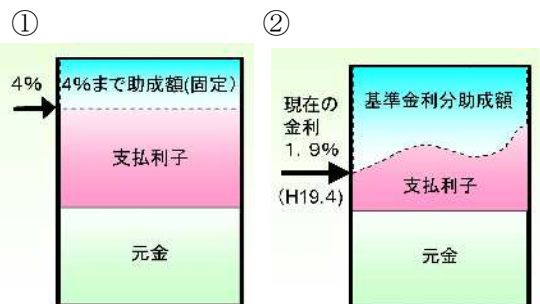 ①
4%
4%まで助成額(固定)
支払利子
元金
②
現在の
金利
1.9%
(H19.4)
基準金利分助成額
支払利子
元金